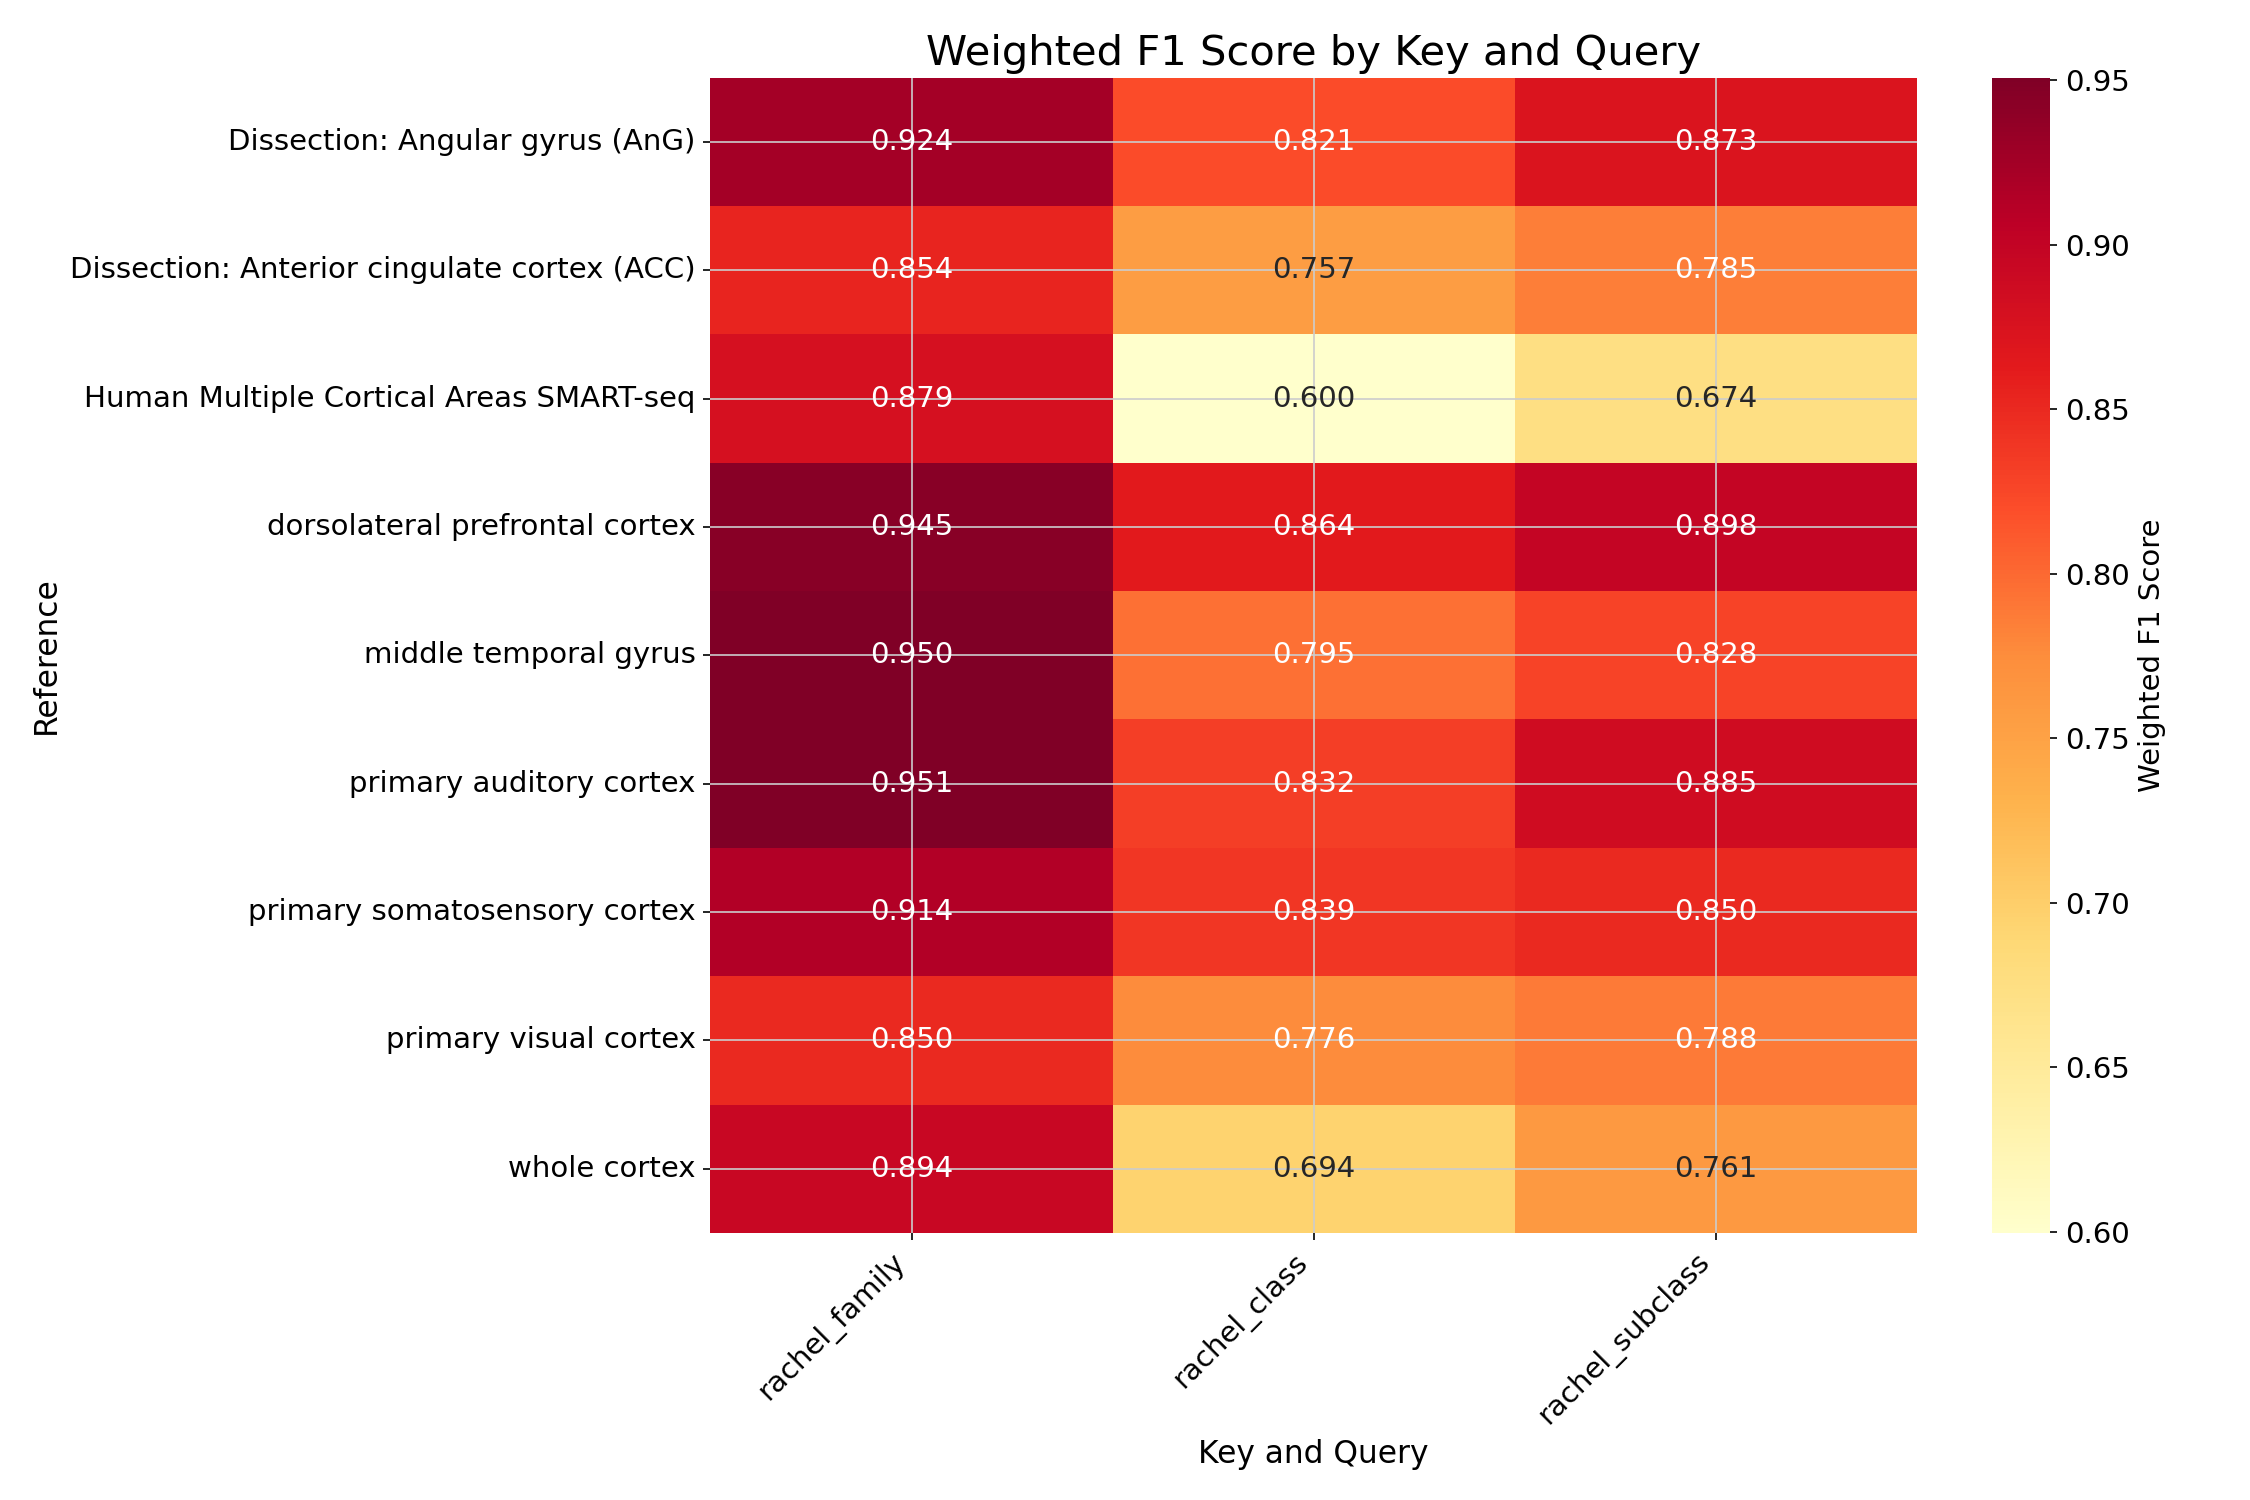 Weighted F1 Score by Key and Query
Dissection: Angular gyrus (AnG) 0.924 0.821 0.873
Dissection: Anterior cingulate cortex (ACC) 0.854 0.757 0.785
Human Multiple Cortical Areas SMART-seq 0.879 0.600 0.674
dorsolateral prefrontal cortex 0.945 0.864 0.898
middle temporal gyrus 0.950 0.795 0.828
primary auditory cortex 0.951 0.832 0.885
primary somatosensory cortex 0.914 0.839 0.850
primary visual cortex 0.850 0.776 0.788
whole cortex 0.894 0.694 0.761
Reference
rachel_family
rachel_class
rachel_subclass
Key and Query
0.95
0.90
0.85
0.80
0.75
0.70
0.65
0.60
Weighted F1 Score